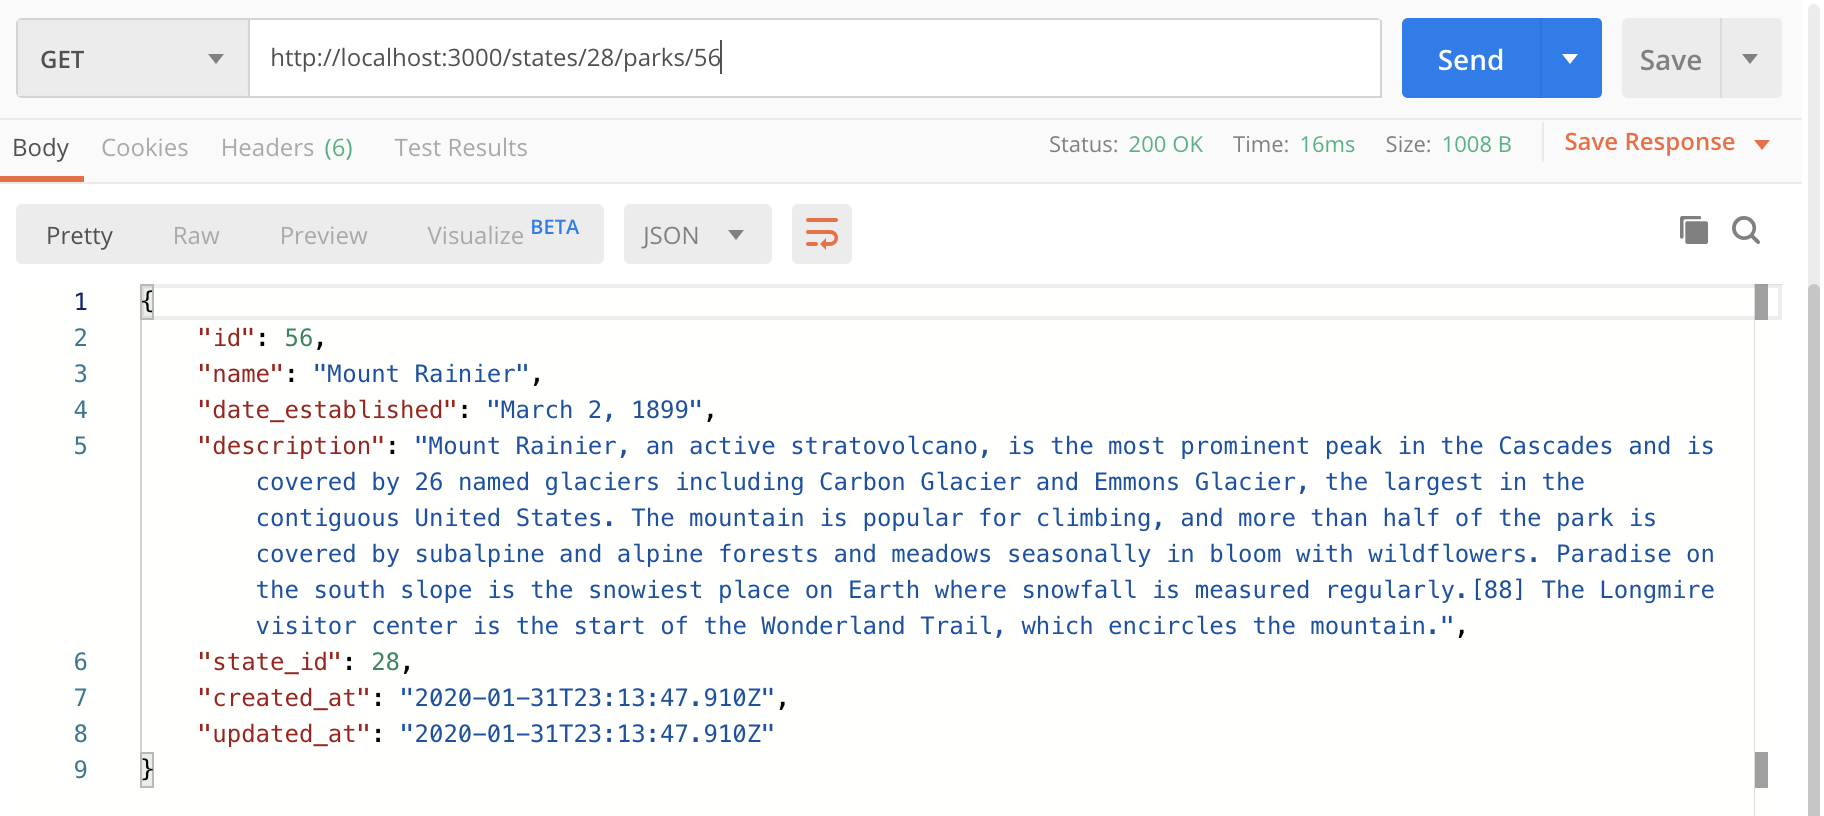 GET http://localhost:3000/states/28/parks/56 Send Save
Body Cookies Headers (6) Test Results Status: 200 OK Time: 16ms Size: 1008 B Save Response
Pretty Raw Preview Visualize BETA JSON
1 {
2 "id": 56,
3 "name": "Mount Rainier",
4 "date_established": "March 2, 1899",
5 "description": "Mount Rainier, an active stratovolcano, is the most prominent peak in the Cascades and is
covered by 26 named glaciers including Carbon Glacier and Emmons Glacier, the largest in the
contiguous United States. The mountain is popular for climbing, and more than half of the park is
covered by subalpine and alpine forests and meadows seasonally in bloom with wildflowers. Paradise on
the south slope is the snowiest place on Earth where snowfall is measured regularly.[88] The Longmire
visitor center is the start of the Wonderland Trail, which encircles the mountain.",
6 "state_id": 28,
7 "created_at": "2020-01-31T23:13:47.910Z",
8 "updated_at": "2020-01-31T23:13:47.910Z"
9 }